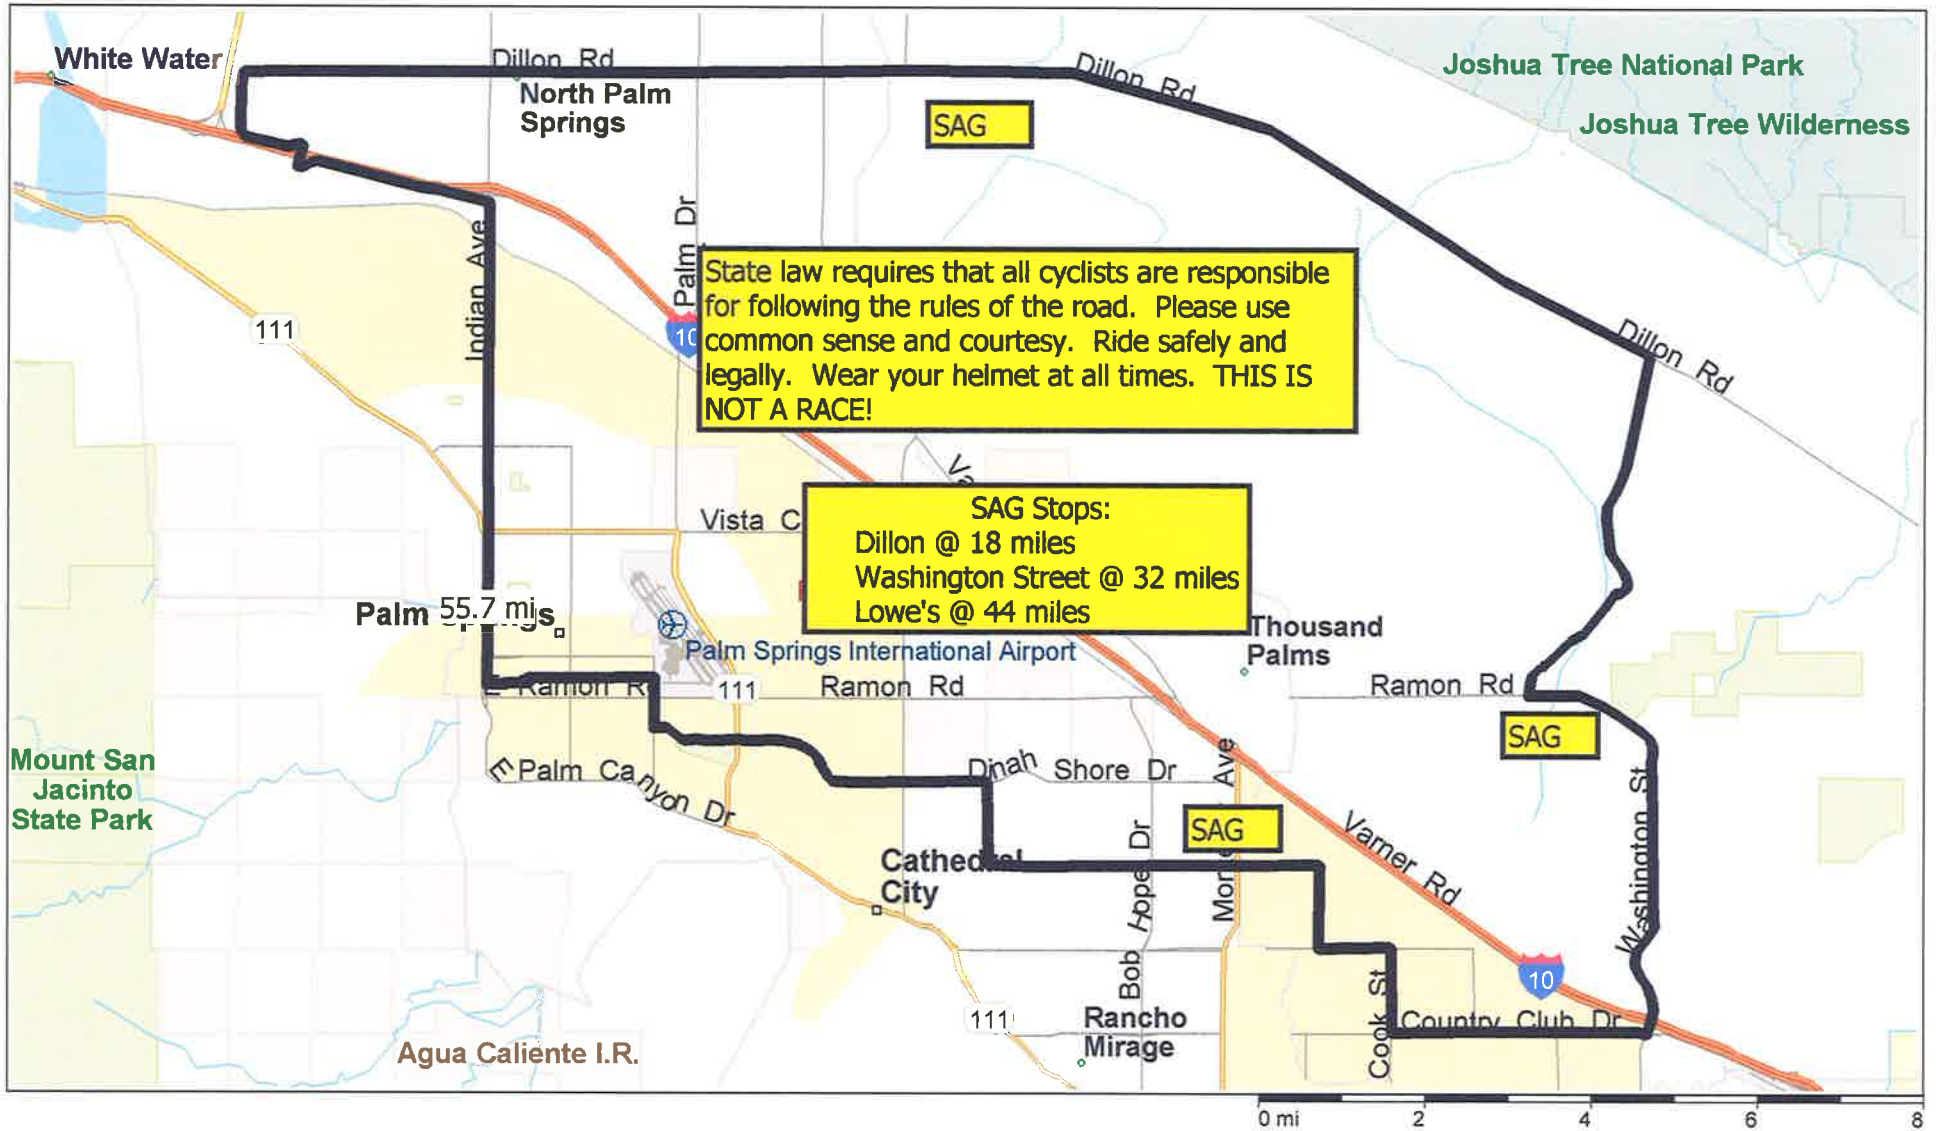 White Water
Dillon Rd
North Palm
Springs
Dillon Rd
Joshua Tree National Park
Joshua Tree Wilderness
SAG
Indian Ave
Palm Dr
111
10
State law requires that all cyclists are responsible
for following the rules of the road. Please use
common sense and courtesy. Ride safely and
legally. Wear your helmet at all times. THIS IS
NOT A RACE!
Dillon Rd
Vista C
SAG Stops:
Dillon @ 18 miles
Washington Street @ 32 miles
Lowe's @ 44 miles
Palm
55.7 mi
Palm Springs International Airport
Thousand
Palms
E Ramon R
111
Ramon Rd
Ramon Rd
SAG
Mount San
Jacinto
State Park
E Palm Canyon Dr
Dinah Shore Dr
Ave
SAG
Varner Rd
Washington St
Cathedral
City
Bob Hope Dr
10
111
Rancho
Mirage
Cook St
Country Club Dr
Agua Caliente I.R.
0 mi 2 4 6 8